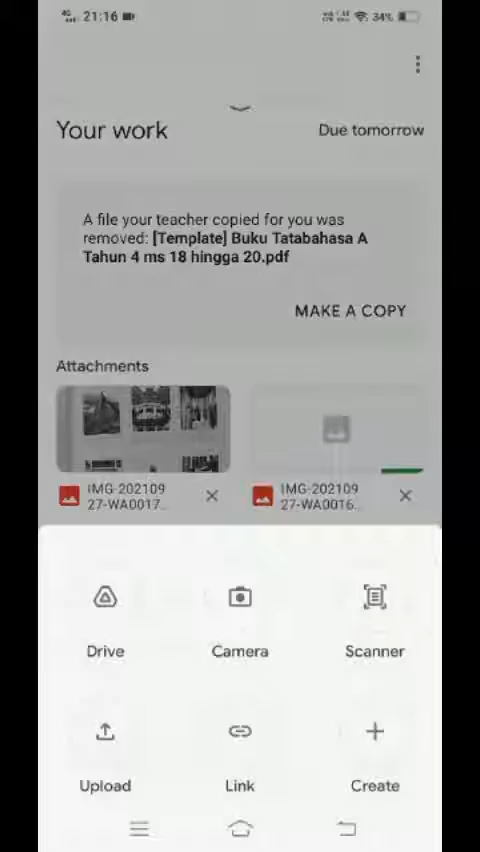 21:16 34%
Your work Due tomorrow
A file your teacher copied for you was
removed: [Template] Buku Tatabahasa A
Tahun 4 ms 18 hingga 20.pdf
MAKE A COPY
Attachments
IMG-202109 IMG-202109
27-WA0017... 27-WA0016...
Drive Camera Scanner
Upload Link Create